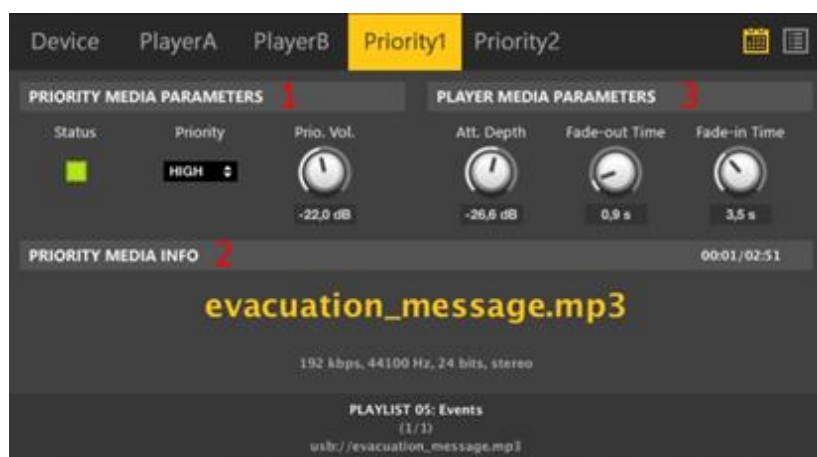 Device PlayerA PlayerB Priority1 Priority2
PRIORITY MEDIA PARAMETERS 1 PLAYER MEDIA PARAMETERS 3
Status Priority Prio. Vol. Att. Depth Fade-out Time Fade-in Time
HIGH
-22,0 dB -26,6 dB 0,9 s 3,5 s
PRIORITY MEDIA INFO 2 00:01/02:51
evacuation_message.mp3
192 kbps, 44100 Hz, 24 bits, stereo
PLAYLIST 05: Events
(1/1)
usb://evacuation_message.mp3